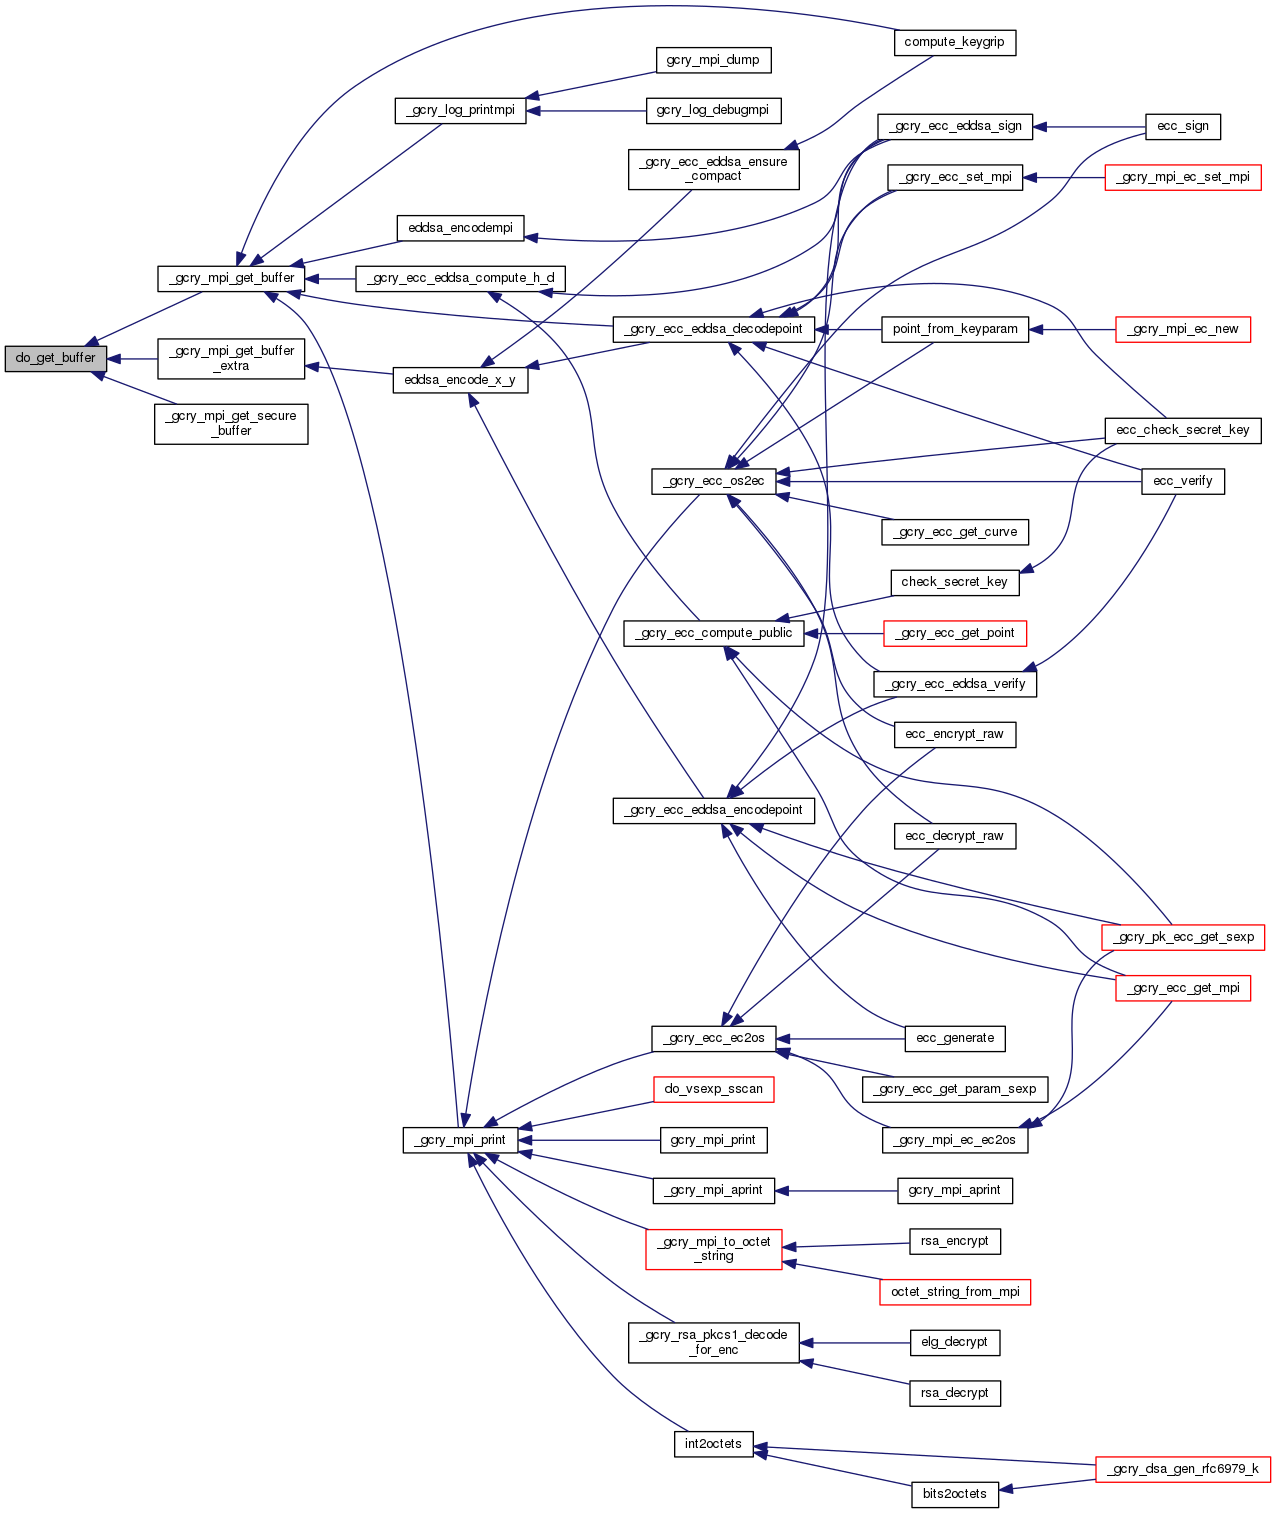 compute_keygrip
gcry_mpi_dump
_gcry_log_printmpi
gcry_log_debugmpi
_gcry_ecc_eddsa_sign
ecc_sign
_gcry_ecc_eddsa_ensure
_compact
_gcry_ecc_set_mpi
_gcry_mpi_ec_set_mpi
eddsa_encodempi
_gcry_mpi_get_buffer
_gcry_ecc_eddsa_compute_h_d
_gcry_ecc_eddsa_decodepoint
point_from_keyparam
_gcry_mpi_ec_new
do_get_buffer
_gcry_mpi_get_buffer
_extra
eddsa_encode_x_y
_gcry_mpi_get_secure
_buffer
ecc_check_secret_key
_gcry_ecc_os2ec
ecc_verify
_gcry_ecc_get_curve
check_secret_key
_gcry_ecc_compute_public
_gcry_ecc_get_point
_gcry_ecc_eddsa_verify
ecc_encrypt_raw
_gcry_ecc_eddsa_encodepoint
ecc_decrypt_raw
_gcry_pk_ecc_get_sexp
_gcry_ecc_get_mpi
_gcry_ecc_ec2os
ecc_generate
do_vsexp_sscan
_gcry_ecc_get_param_sexp
_gcry_mpi_print
gcry_mpi_print
_gcry_mpi_ec_ec2os
_gcry_mpi_aprint
gcry_mpi_aprint
_gcry_mpi_to_octet
_string
rsa_encrypt
octet_string_from_mpi
_gcry_rsa_pkcs1_decode
_for_enc
elg_decrypt
rsa_decrypt
int2octets
_gcry_dsa_gen_rfc6979_k
bits2octets